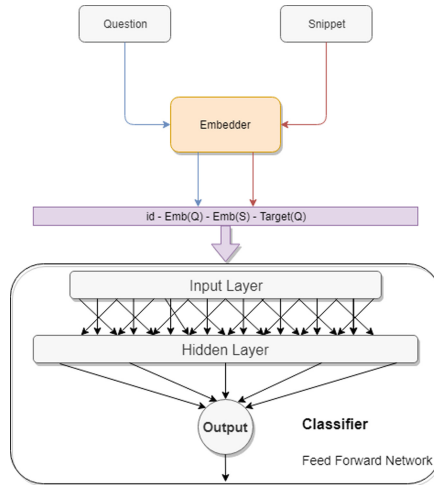 Question
Snippet
Embedder
id - Emb(Q) - Emb(S) - Target(Q)
Input Layer
Hidden Layer
Output
Classifier
Feed Forward Network